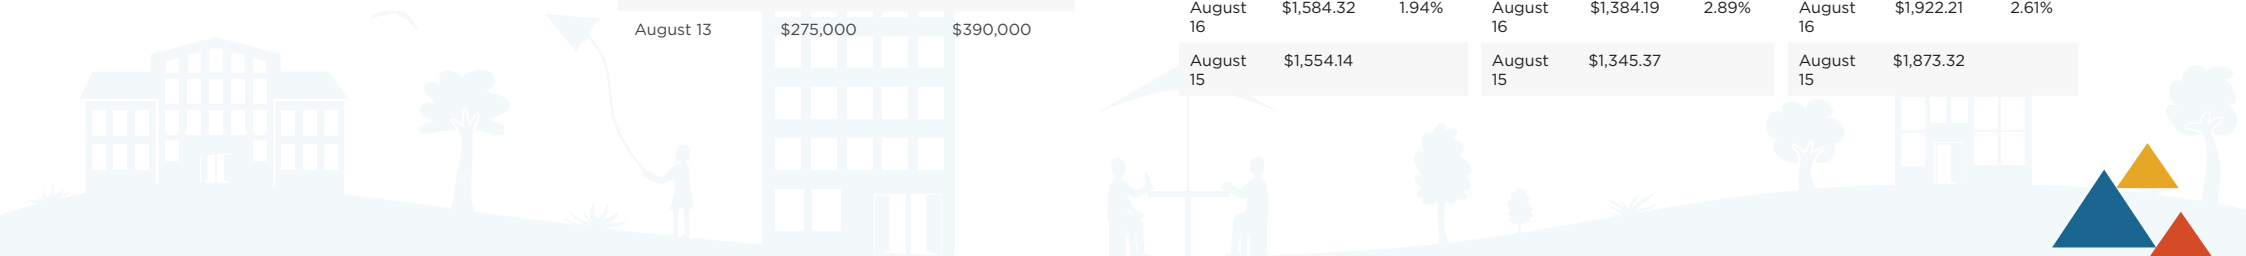 August 13 $275,000 $390,000
August 16 $1,584.32 1.94%
August 15 $1,554.14
August 16 $1,384.19 2.89%
August 15 $1,345.37
August 16 $1,922.21 2.61%
August 15 $1,873.32